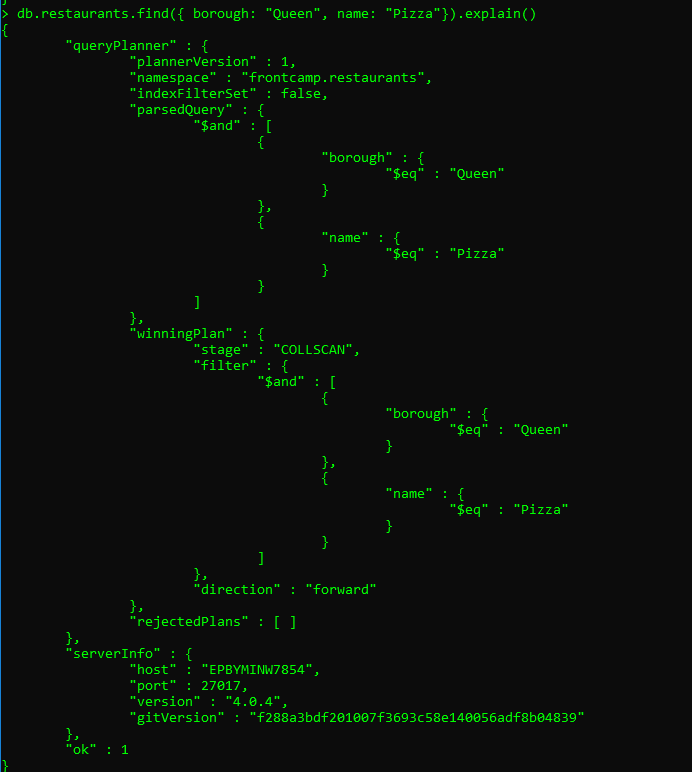 > db.restaurants.find({ borough: "Queen", name: "Pizza"}).explain()
{
        "queryPlanner" : {
                "plannerVersion" : 1,
                "namespace" : "frontcamp.restaurants",
                "indexFilterSet" : false,
                "parsedQuery" : {
                        "$and" : [
                                {
                                        "borough" : {
                                                "$eq" : "Queen"
                                        }
                                },
                                {
                                        "name" : {
                                                "$eq" : "Pizza"
                                        }
                                }
                        ]
                },
                "winningPlan" : {
                        "stage" : "COLLSCAN",
                        "filter" : {
                                "$and" : [
                                        {
                                                "borough" : {
                                                        "$eq" : "Queen"
                                                }
                                        },
                                        {
                                                "name" : {
                                                        "$eq" : "Pizza"
                                                }
                                        }
                                ]
                        },
                        "direction" : "forward"
                },
                "rejectedPlans" : [ ]
        },
        "serverInfo" : {
                "host" : "EPBYMINW7854",
                "port" : 27017,
                "version" : "4.0.4",
                "gitVersion" : "f288a3bdf201007f3693c58e140056adf8b04839"
        },
        "ok" : 1
}